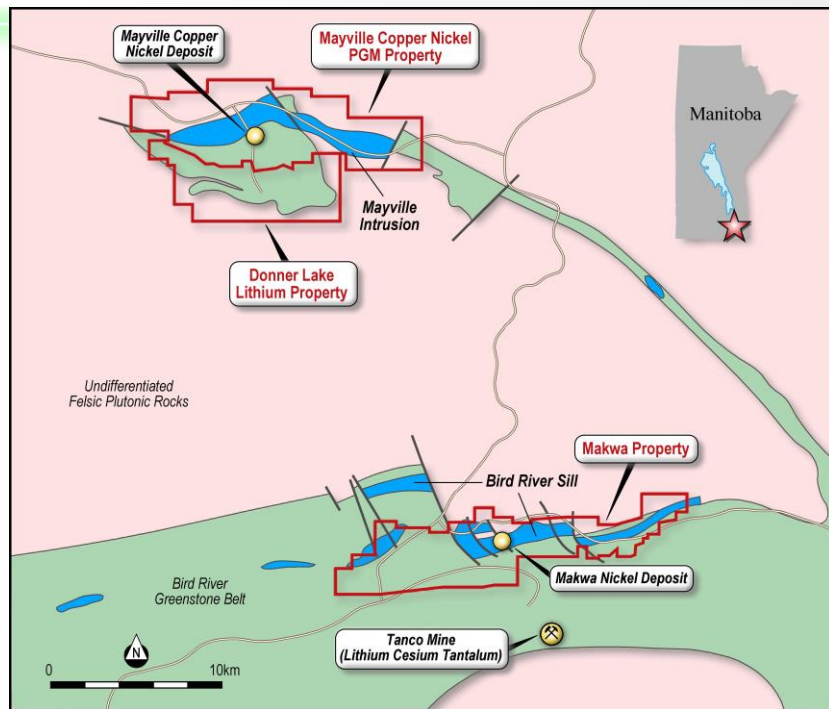 Mayville Copper
Nickel Deposit
Mayville Copper Nickel
PGM Property
Manitoba
Mayville
Intrusion
Donner Lake
Lithium Property
Undifferentiated
Felsic Plutonic Rocks
Makwa Property
Bird River Sill
Bird River
Greenstone Belt
Makwa Nickel Deposit
Tanco Mine
(Lithium Cesium Tantalum)
N
0
10km